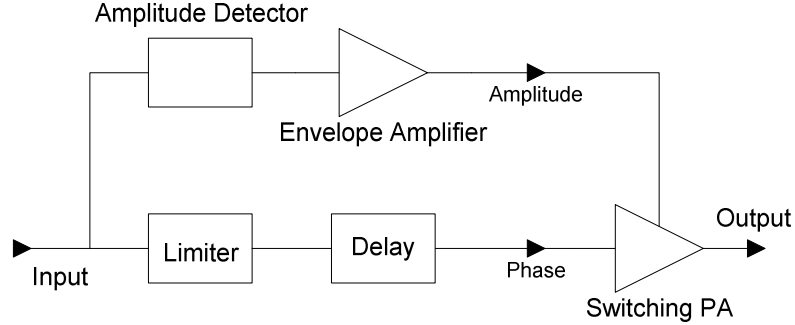 Amplitude Detector
Amplitude
Envelope Amplifier
Output
Limiter
Delay
Input
Phase
Switching PA